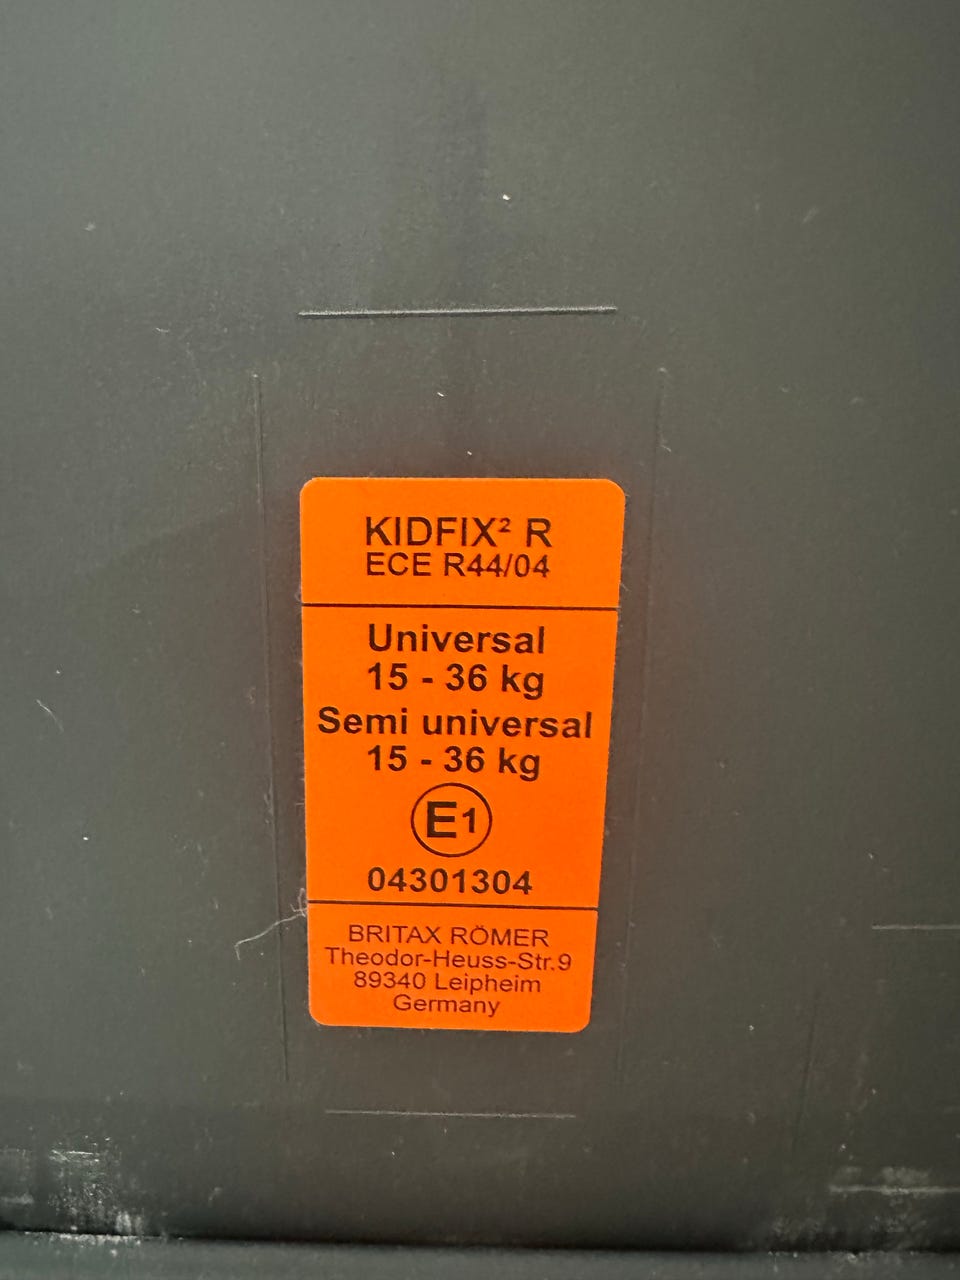 KIDFIX² R
ECE R44/04
Universal
15 - 36 kg
Semi universal
15 - 36 kg
E1
04301304
BRITAX RÖMER
Theodor-Heuss-Str.9
89340 Leipheim
Germany